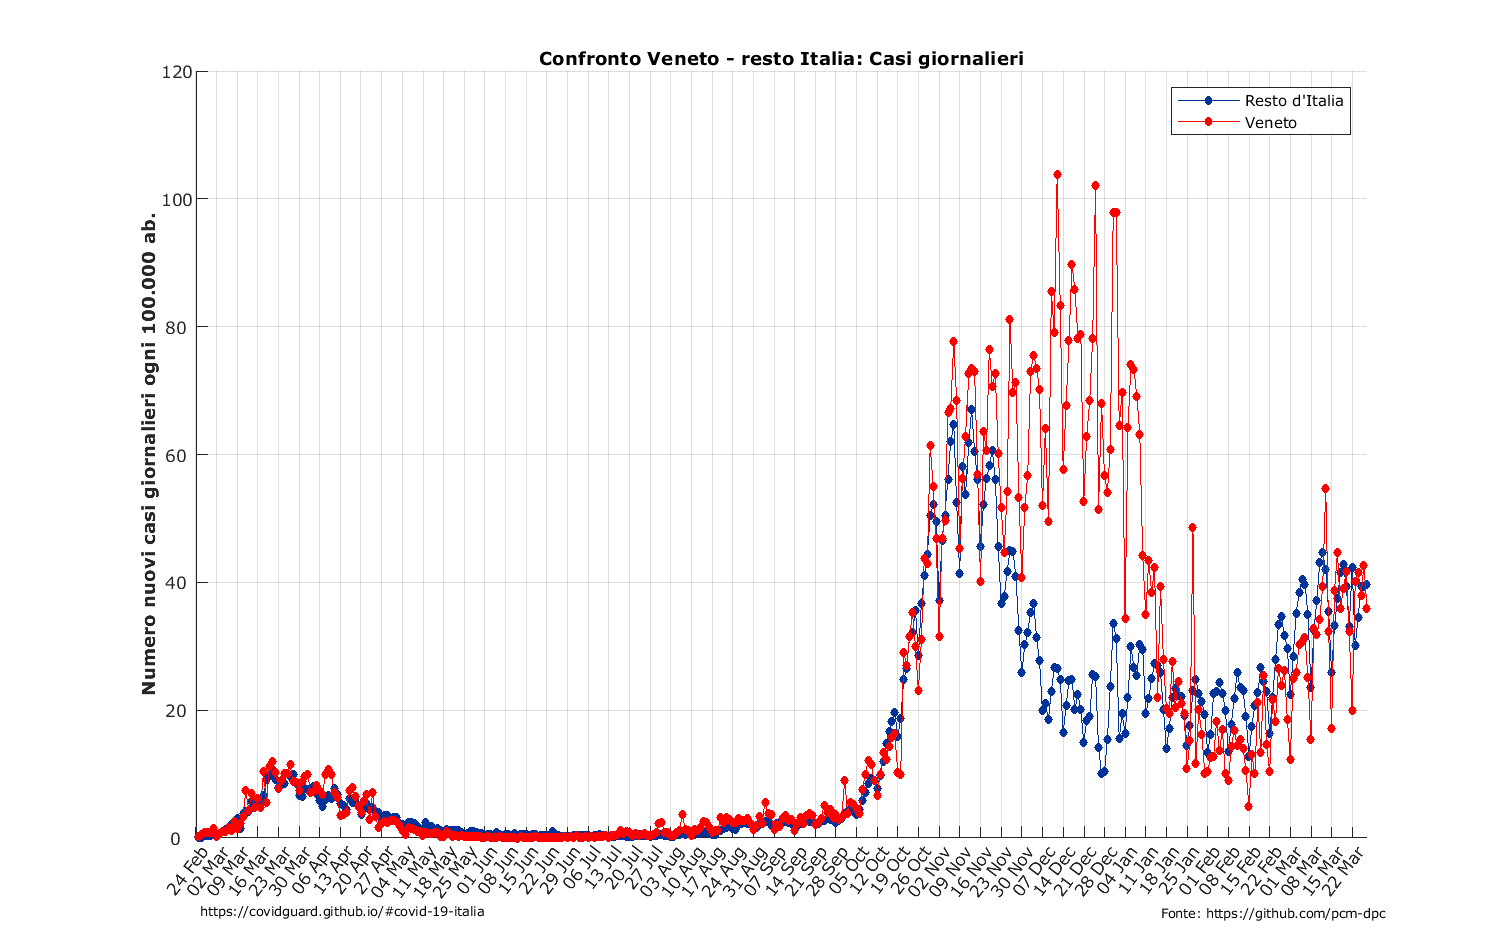 Confronto Veneto - resto Italia: Casi giornalieri
Resto d'Italia
Veneto
Numero nuovi casi giornalieri ogni 100.000 ab.
120
100
80
60
40
20
0
24 Feb
02 Mar
09 Mar
16 Mar
23 Mar
30 Mar
06 Apr
13 Apr
20 Apr
27 Apr
04 May
11 May
18 May
25 May
01 Jun
08 Jun
15 Jun
22 Jun
29 Jun
06 Jul
13 Jul
20 Jul
27 Jul
03 Aug
10 Aug
17 Aug
24 Aug
31 Aug
07 Sep
14 Sep
21 Sep
28 Sep
05 Oct
12 Oct
19 Oct
26 Oct
02 Nov
09 Nov
16 Nov
23 Nov
30 Nov
07 Dec
14 Dec
21 Dec
28 Dec
04 Jan
11 Jan
18 Jan
25 Jan
01 Feb
08 Feb
15 Feb
22 Feb
01 Mar
08 Mar
15 Mar
22 Mar
https://covidguard.github.io/#covid-19-italia
Fonte: https://github.com/pcm-dpc